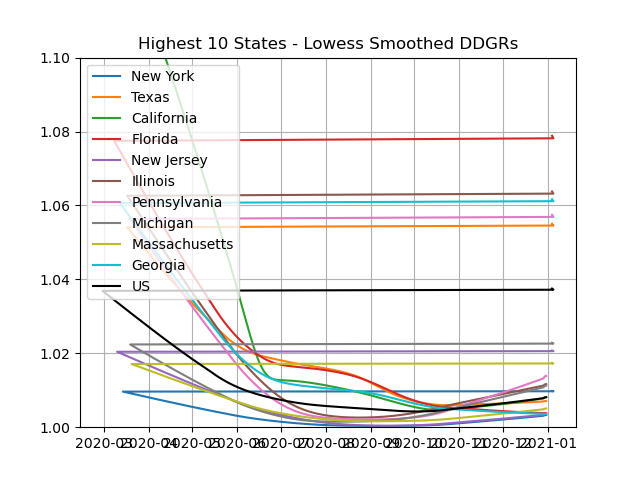 Highest 10 States - Lowess Smoothed DDGRs
1.10
1.08
1.06
1.04
1.02
1.00
New York
Texas
California
Florida
New Jersey
Illinois
Pennsylvania
Michigan
Massachusetts
Georgia
US
2020-03 2020-04 2020-05 2020-06 2020-07 2020-08 2020-09 2020-10 2020-11 2020-12 2021-01